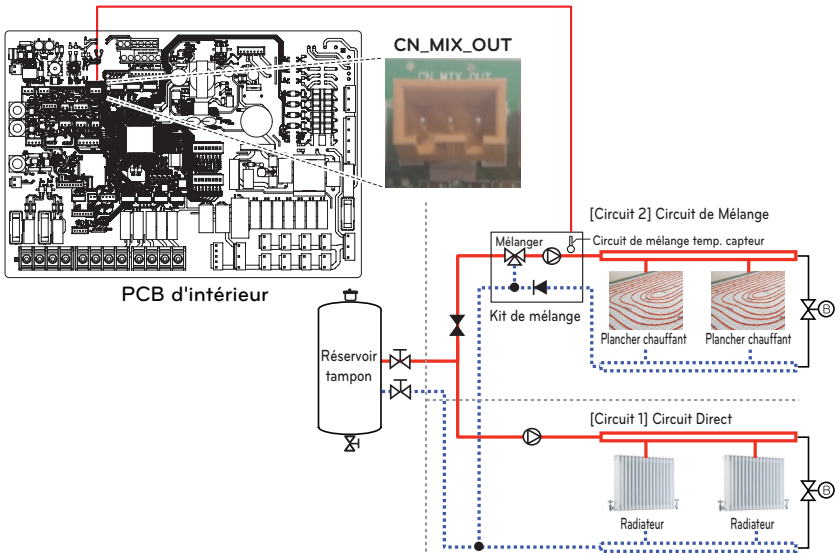 CN_MIX_OUT
CN_MIX_OUT
PCB d'intérieur
[Circuit 2] Circuit de Mélange
Mélanger
Circuit de mélange temp. capteur
Kit de mélange
Plancher chauffant
Plancher chauffant
B
Réservoir
tampon
[Circuit 1] Circuit Direct
B
Radiateur
Radiateur